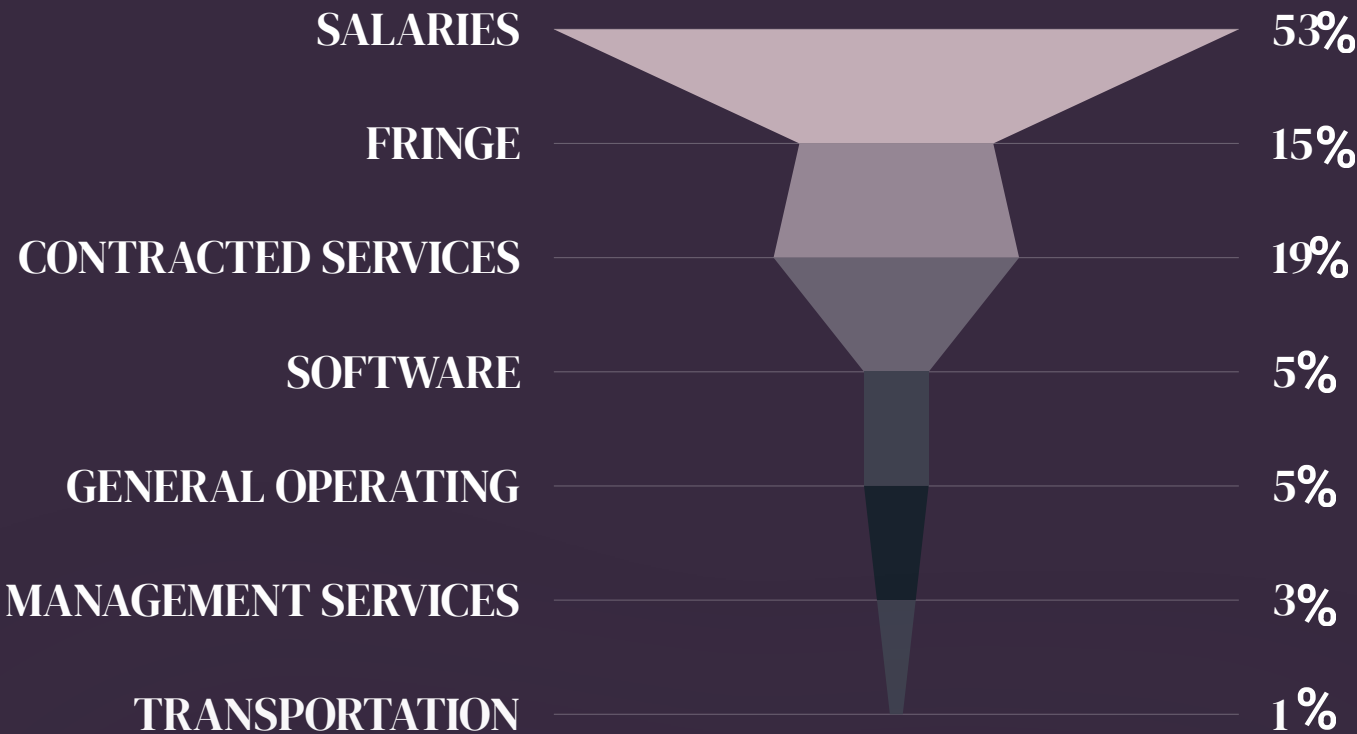 SALARIES 53%
FRINGE 15%
CONTRACTED SERVICES 19%
SOFTWARE 5%
GENERAL OPERATING 5%
MANAGEMENT SERVICES 3%
TRANSPORTATION 1%